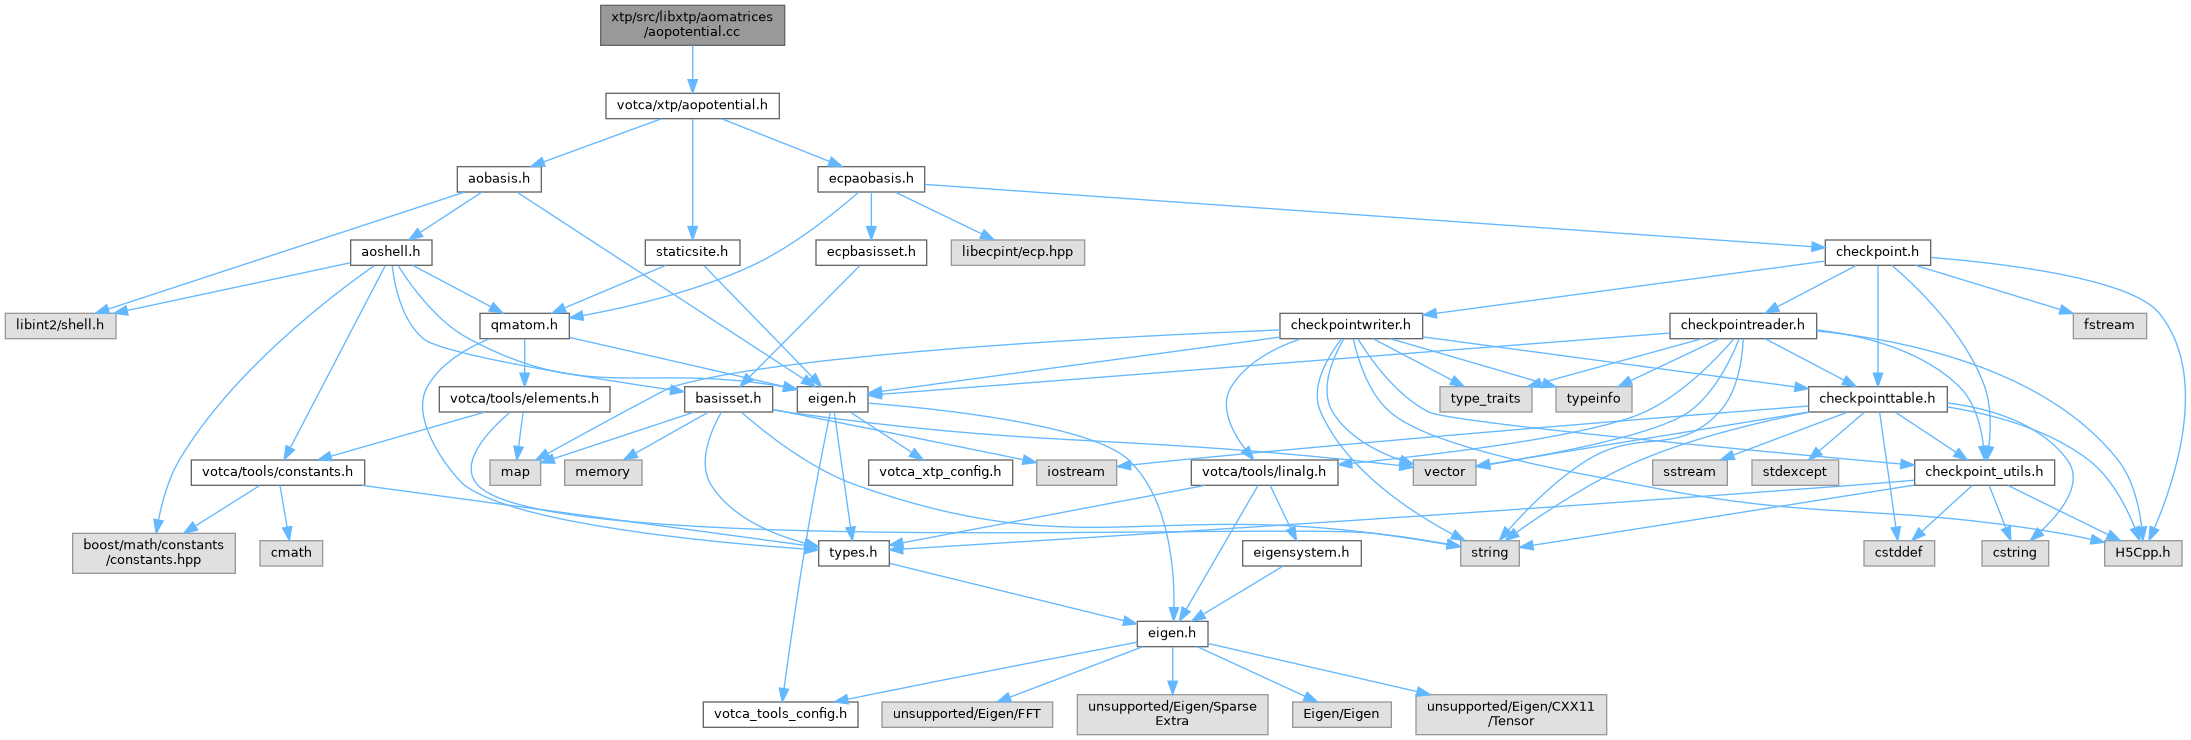 xtp/src/libxtp/aomatrices
/aopotential.cc
votca/xtp/aopotential.h
aobasis.h
ecpaobasis.h
aoshell.h
staticsite.h
ecpbasisset.h
libecpint/ecp.hpp
checkpoint.h
libint2/shell.h
qmatom.h
checkpointwriter.h
checkpointreader.h
fstream
votca/tools/elements.h
basisset.h
eigen.h
type_traits
typeinfo
checkpointtable.h
votca/tools/constants.h
map
memory
votca_xtp_config.h
iostream
votca/tools/linalg.h
vector
sstream
stdexcept
checkpoint_utils.h
boost/math/constants
/constants.hpp
cmath
types.h
eigensystem.h
string
cstddef
cstring
H5Cpp.h
eigen.h
votca_tools_config.h
unsupported/Eigen/FFT
unsupported/Eigen/Sparse
Extra
Eigen/Eigen
unsupported/Eigen/CXX11
/Tensor